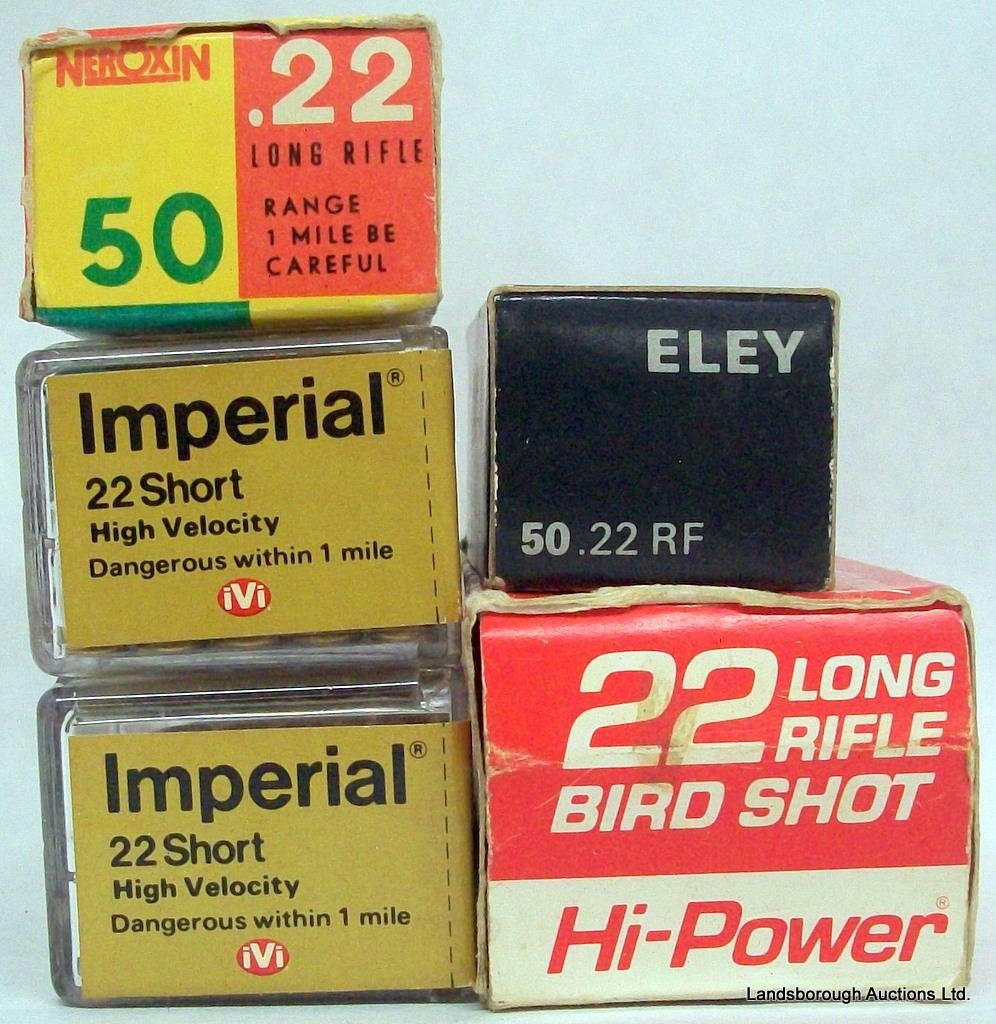 NEROXIN
.22
LONG RIFLE
50
RANGE
1 MILE BE
CAREFUL
Imperial®
22 Short
High Velocity
Dangerous within 1 mile
iVi
Imperial®
22 Short
High Velocity
Dangerous within 1 mile
iVi
ELEY
50 .22 RF
22 LONG
RIFLE
BIRD SHOT
Hi-Power®
Landsborough Auctions Ltd.